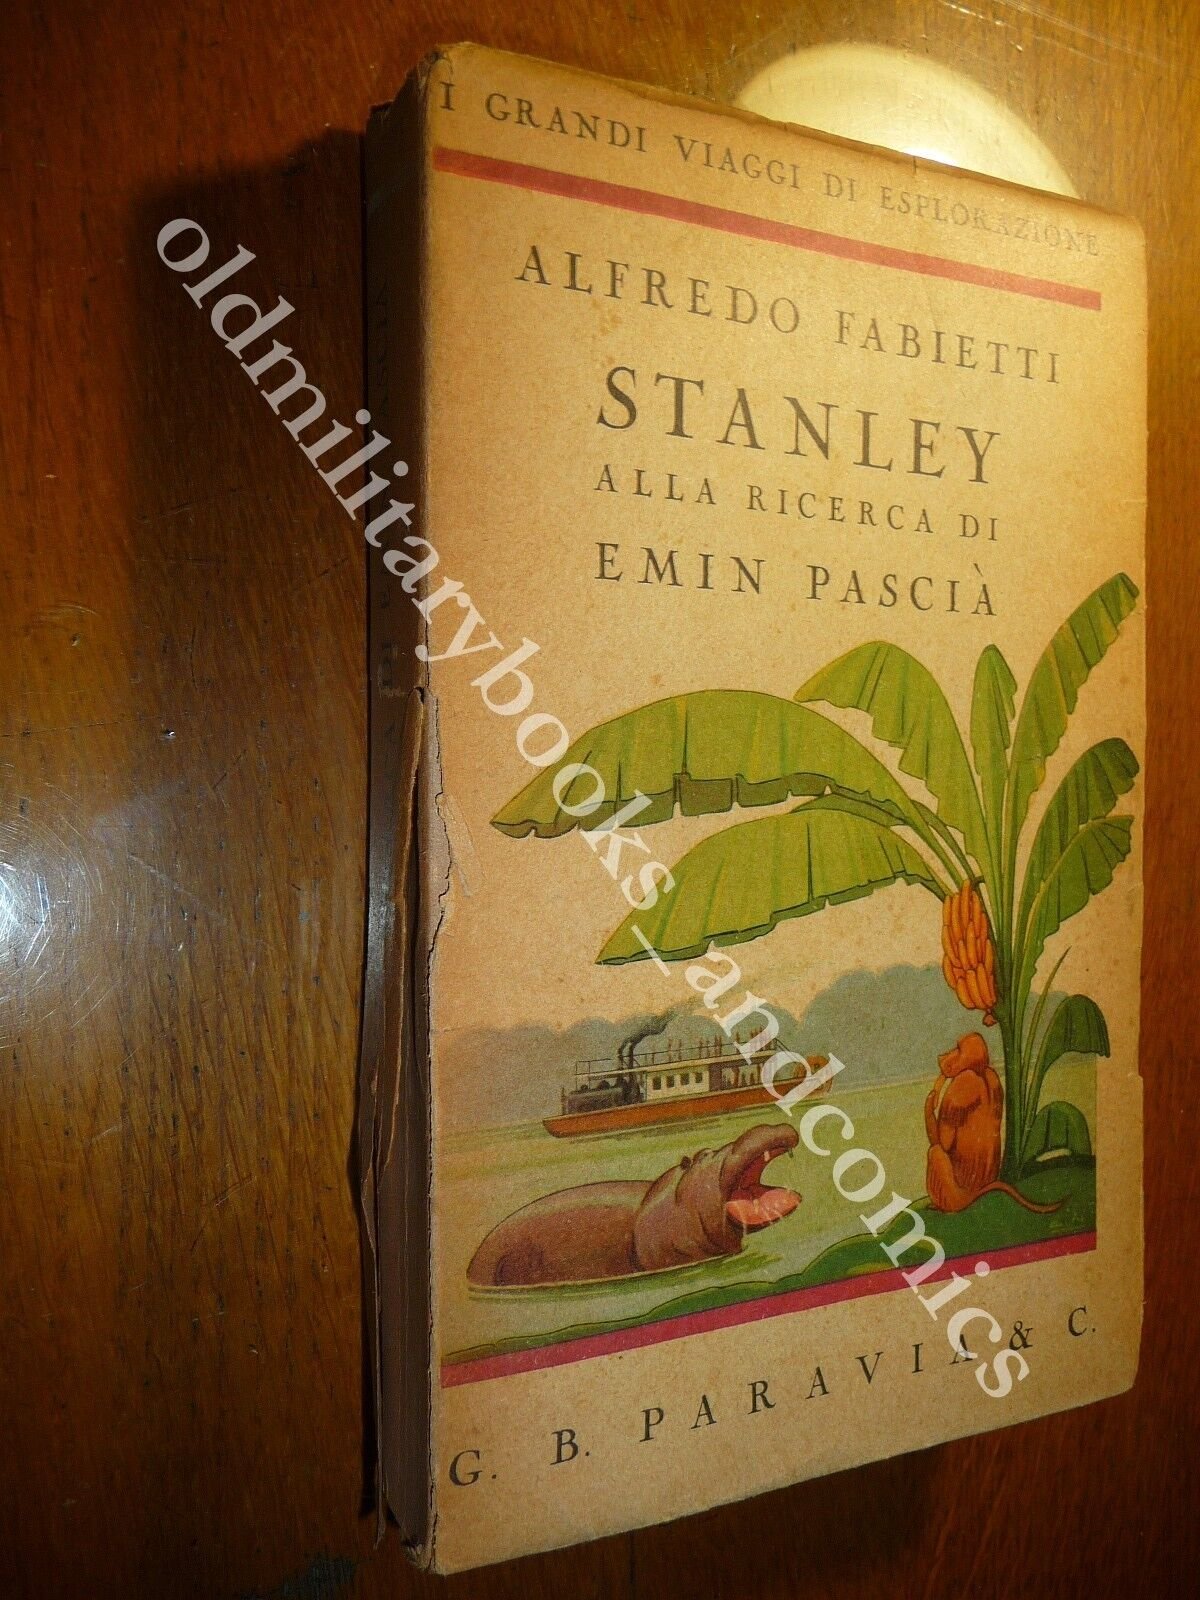 I GRANDI VIAGGI DI ESPLORAZIONE
ALFREDO FABIETTI
STANLEY
ALLA RICERCA DI
EMIN PASCIÀ
G. B. PARAVIA & C.
oldmilitarybooks_andcomics